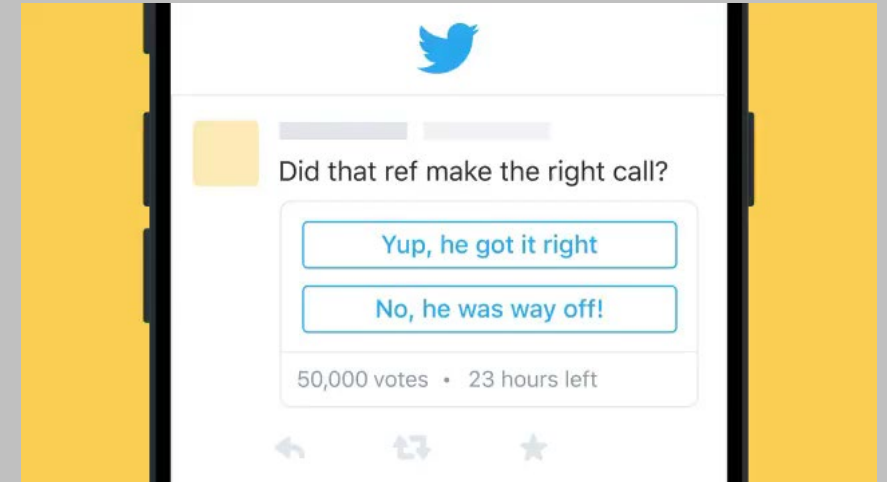 Did that ref make the right call?
Yup, he got it right
No, he was way off!
50,000 votes • 23 hours left